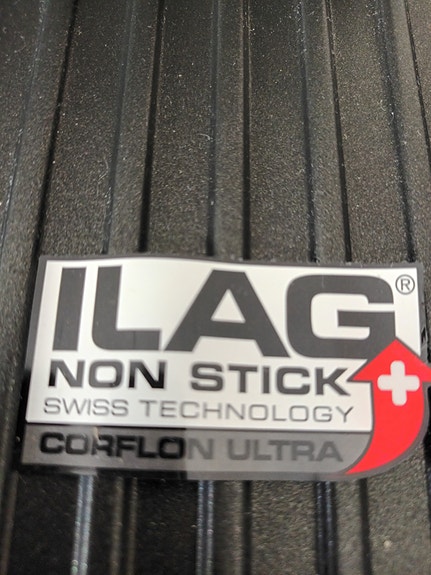 ILAG®
NON STICK
SWISS TECHNOLOGY
CORFLON ULTRA